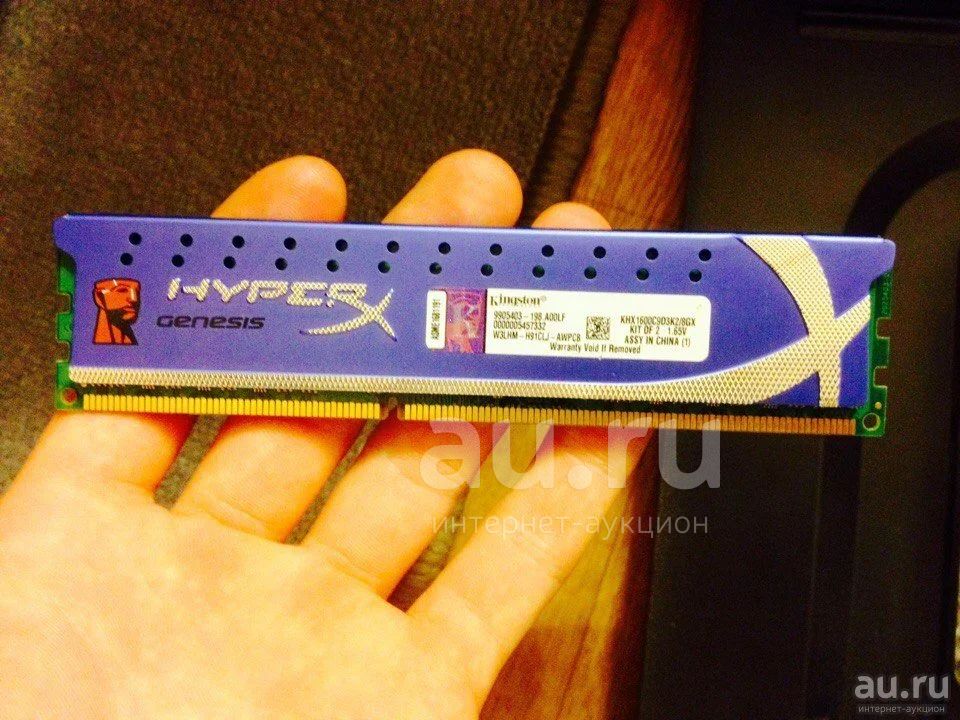 HYPERX
GENESIS
Kingston
9905403-198.A00LF
0000005457332
W3LHM-H91CLJ-AWPC8
Warranty Void If Removed
KHX1600C9D3K2/8GX
KIT OF 2 1.65V
ASSY IN CHINA (1)
au.ru
интернет-аукцион
au.ru
интернет-аукцион